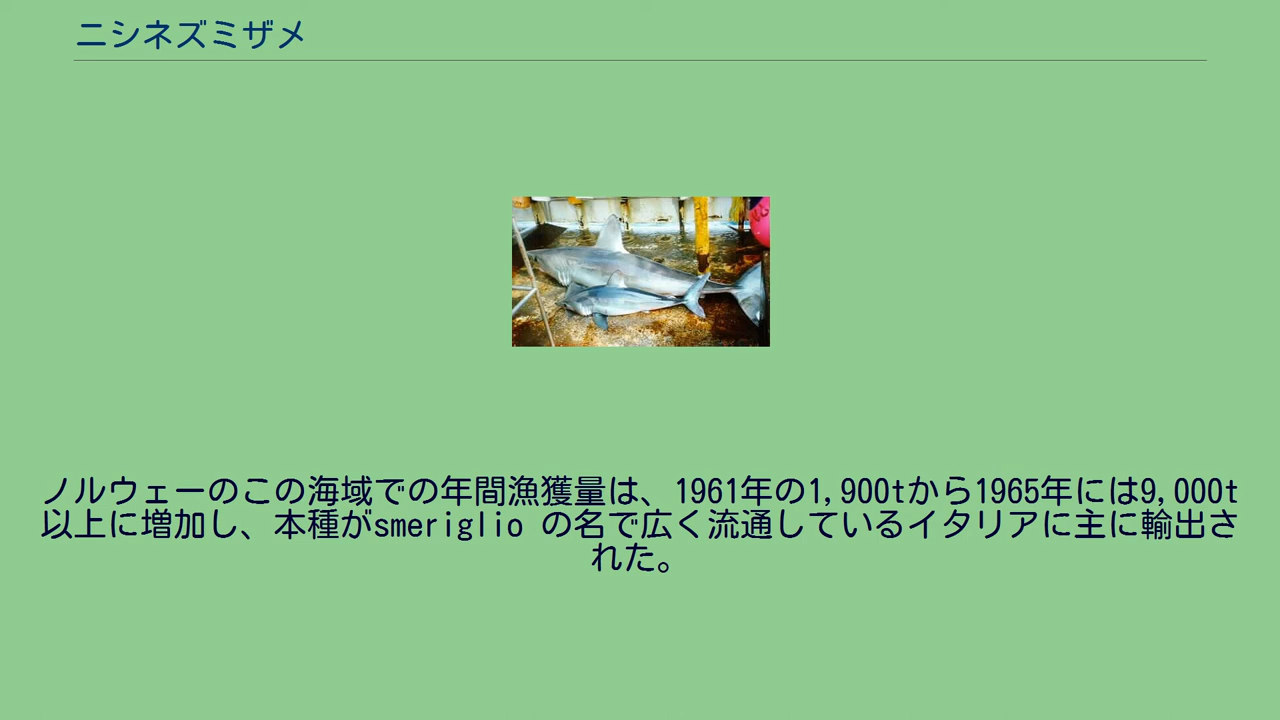 ニシネズミザメ
ノルウェーのこの海域での年間漁獲量は、1961年の1,900tから1965年には9,000t
以上に増加し、本種がsmeriglio の名で広く流通しているイタリアに主に輸出さ
れた。